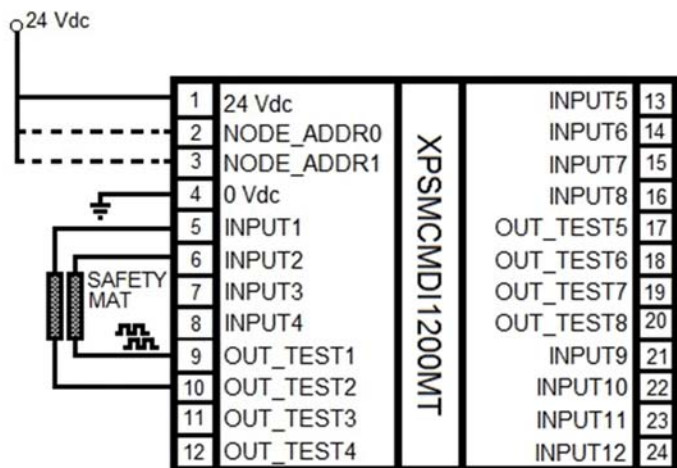 24 Vdc
1 24 Vdc
2 NODE_ADDR0
3 NODE_ADDR1
4 0 Vdc
5 INPUT1
6 INPUT2
7 INPUT3
8 INPUT4
9 OUT_TEST1
10 OUT_TEST2
11 OUT_TEST3
12 OUT_TEST4
SAFETY
MAT
XPSMCMDI1200MT
INPUT5 13
INPUT6 14
INPUT7 15
INPUT8 16
OUT_TEST5 17
OUT_TEST6 18
OUT_TEST7 19
OUT_TEST8 20
INPUT9 21
INPUT10 22
INPUT11 23
INPUT12 24